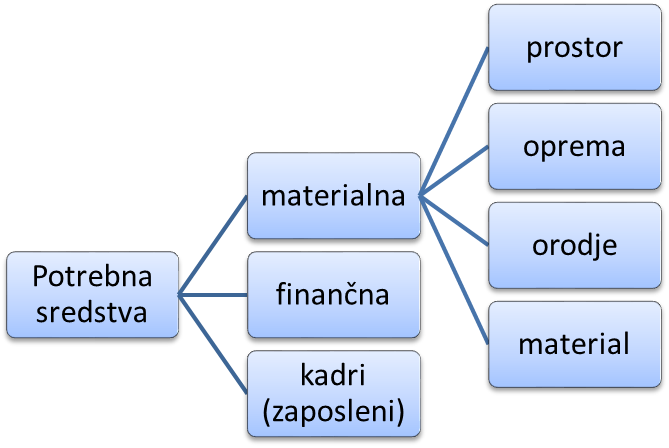 Potrebna
sredstva
materialna
finančna
kadri
(zaposleni)
prostor
oprema
orodje
material